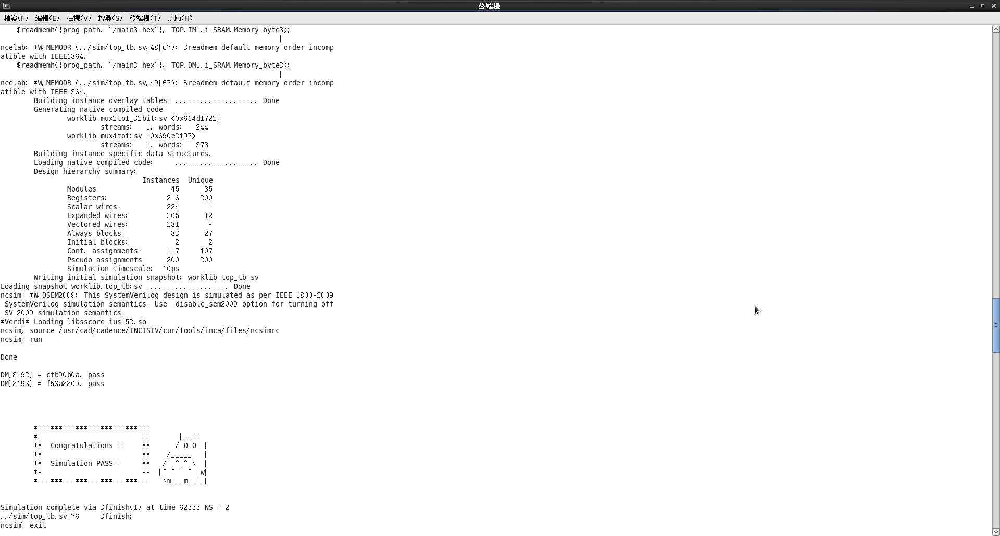 終端機
檔案(F) 編輯(E) 檢視(V) 搜尋(S) 終端機(T) 求助(H)
    $readmemh({prog_path, "/main3.hex"}, TOP.IM1.i_SRAM.Memory_byte3);
                                                                   |
ncelab: *W,MEMODR (../sim/top_tb.sv,48|67): $readmem default memory order incomp
atible with IEEE1364.
    $readmemh({prog_path, "/main3.hex"}, TOP.DM1.i_SRAM.Memory_byte3);
                                                                   |
ncelab: *W,MEMODR (../sim/top_tb.sv,49|67): $readmem default memory order incomp
atible with IEEE1364.
        Building instance overlay tables: .................... Done
        Generating native compiled code:
                worklib.mux2to1_32bit:sv <0x614d1722>
                        streams:   1, words:   244
                worklib.mux4to1:sv <0x690e2197>
                        streams:   1, words:   373
        Building instance specific data structures.
        Loading native compiled code:     .................... Done
        Design hierarchy summary:
                                  Instances  Unique
                Modules:                 45      35
                Registers:              216     200
                Scalar wires:           224       -
                Expanded wires:         205      12
                Vectored wires:         281       -
                Always blocks:           33      27
                Initial blocks:           2       2
                Cont. assignments:      117     107
                Pseudo assignments:     200     200
                Simulation timescale:  10ps
        Writing initial simulation snapshot: worklib.top_tb:sv
Loading snapshot worklib.top_tb:sv .................... Done
ncsim: *W,DSEM2009: This SystemVerilog design is simulated as per IEEE 1800-2009
 SystemVerilog simulation semantics. Use -disable_sem2009 option for turning off
 SV 2009 simulation semantics.
*Verdi* Loading libsscore_ius152.so
ncsim> source /usr/cad/cadence/INCISIV/cur/tools/inca/files/ncsimrc
ncsim> run
Done
DM[8192] = cfb90b0a, pass
DM[8193] = f56a8809, pass
        ****************************
        **                        **       |__||
        **  Congratulations !!    **      / O.O  |
        **                        **    /_____   |
        **  Simulation PASS!!     **   /^ ^ ^ \  |
        **                        **  |^ ^ ^ ^ |w|
        ****************************   \m___m__|_|
Simulation complete via $finish(1) at time 62555 NS + 2
../sim/top_tb.sv:76     $finish;
ncsim> exit